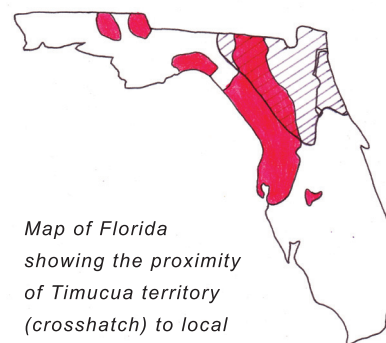 Map of Florida
showing the proximity
of Timucua territory
(crosshatch) to local